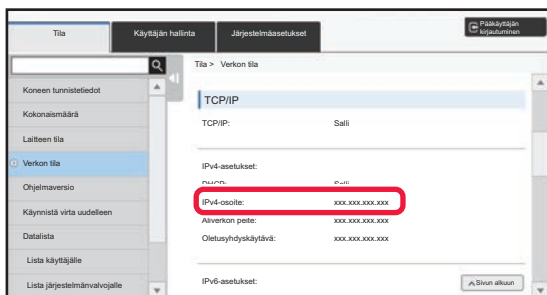 Tila
Käyttäjän hallinta
Järjestelmäasetukset
Pääkäyttäjän
kirjautuminen
Tila > Verkon tila
Koneen tunnistetiedot
Kokonaismäärä
Laitteen tila
Verkon tila
Ohjelmaversio
Käynnistä virta uudelleen
Datalista
Lista käyttäjälle
Lista järjestelmänvalvojalle
TCP/IP
TCP/IP: Salli
IPv4-asetukset:
DHCP: Salli
IPv4-osoite: xxx.xxx.xxx.xxx
Aliverkon peite: xxx.xxx.xxx.xxx
Oletusyhdyskäytävä: xxx.xxx.xxx.xxx
IPv6-asetukset:
Sivun alkuun